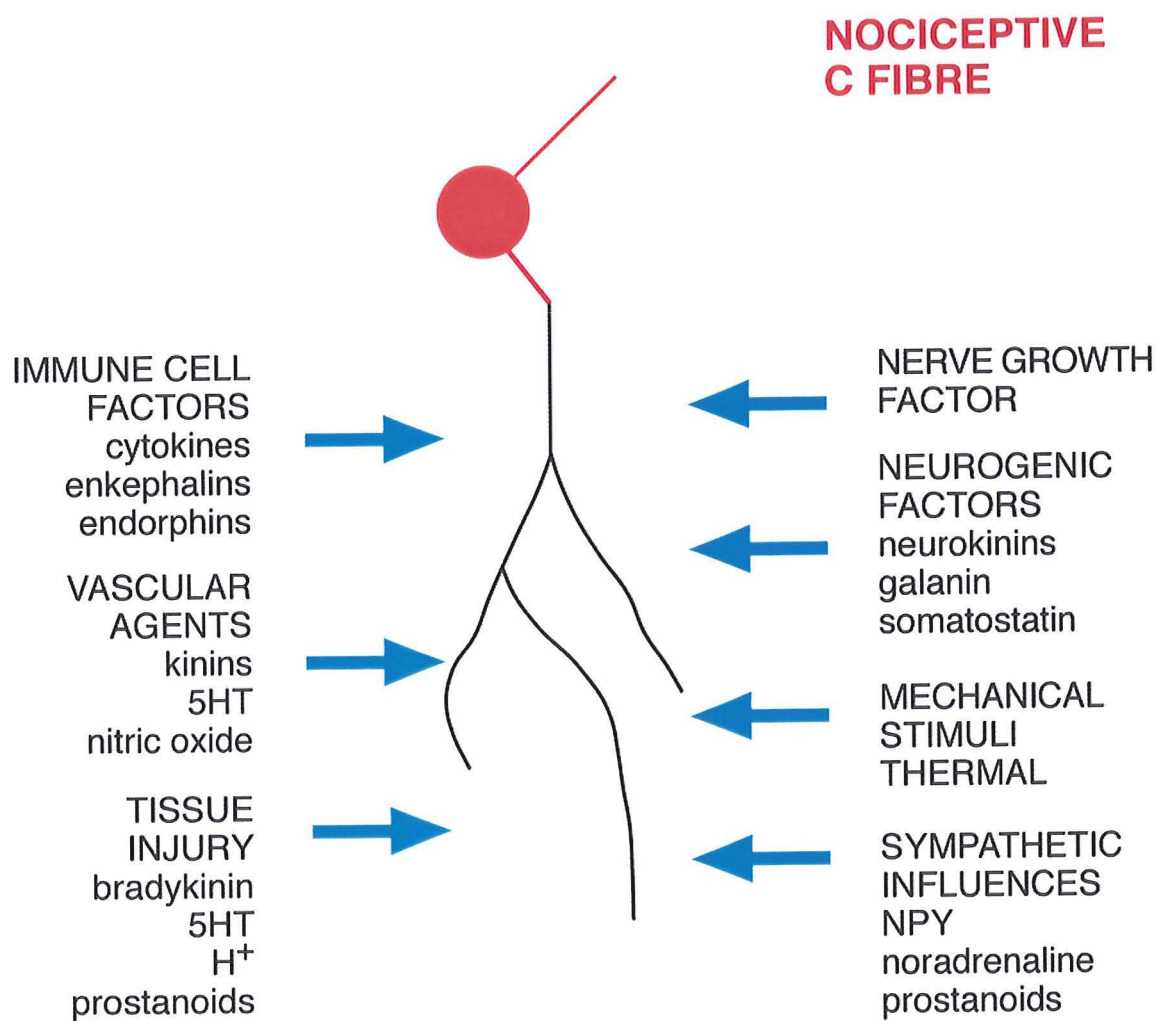 NOCICEPTIVE
C FIBRE
IMMUNE CELL
FACTORS
cytokines
enkephalins
endorphins
VASCULAR
AGENTS
kinins
5HT
nitric oxide
TISSUE
INJURY
bradykinin
5HT
H⁺
prostanoids
NERVE GROWTH
FACTOR
NEUROGENIC
FACTORS
neurokinins
galanin
somatostatin
MECHANICAL
STIMULI
THERMAL
SYMPATHETIC
INFLUENCES
NPY
noradrenaline
prostanoids